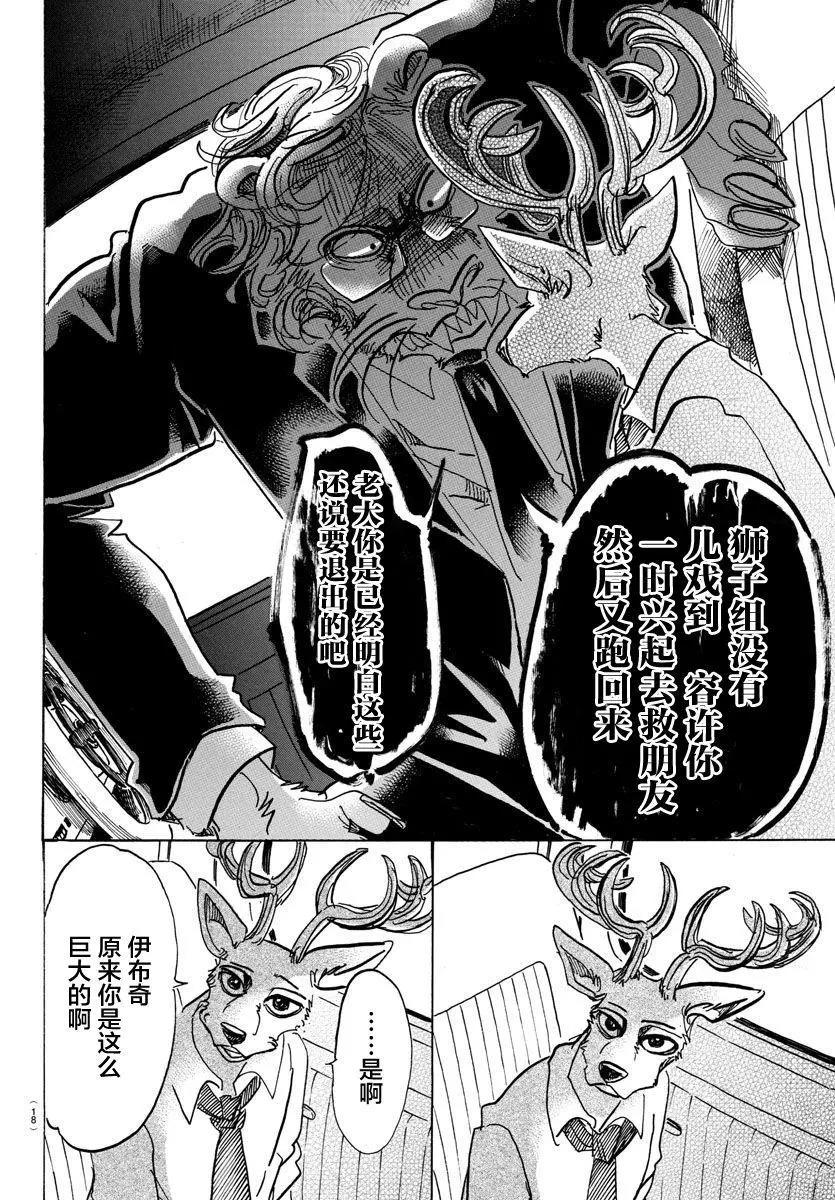 狮子组没有
儿戏到 容许你
一时兴起去救朋友
然后又跑回来
老大你是已经明白这些
还说要退出的吧
……是啊
伊布奇
原来你是这么
巨大的啊
(18)